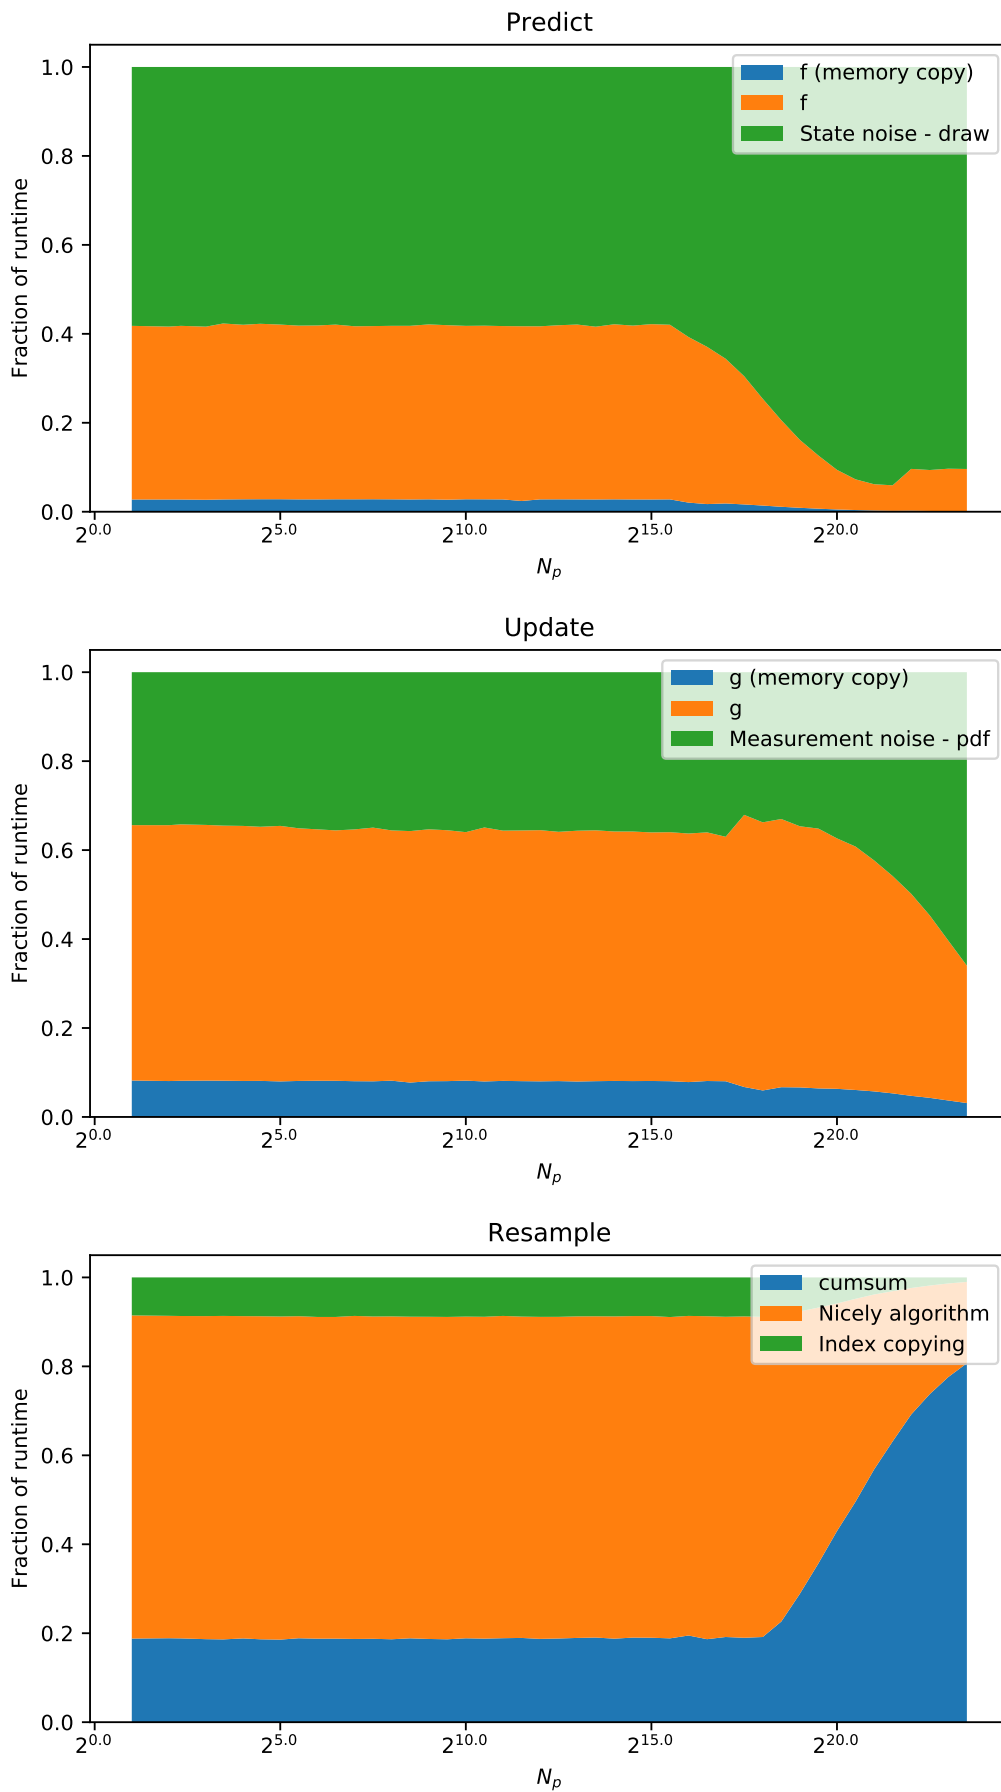 Predict
Fraction of runtime
1.0
0.8
0.6
0.4
0.2
0.0
f (memory copy)
f
State noise - draw
2^0.0 2^5.0 2^10.0 2^15.0 2^20.0
N_p
Update
Fraction of runtime
1.0
0.8
0.6
0.4
0.2
0.0
g (memory copy)
g
Measurement noise - pdf
2^0.0 2^5.0 2^10.0 2^15.0 2^20.0
N_p
Resample
Fraction of runtime
1.0
0.8
0.6
0.4
0.2
0.0
cumsum
Nicely algorithm
Index copying
2^0.0 2^5.0 2^10.0 2^15.0 2^20.0
N_p